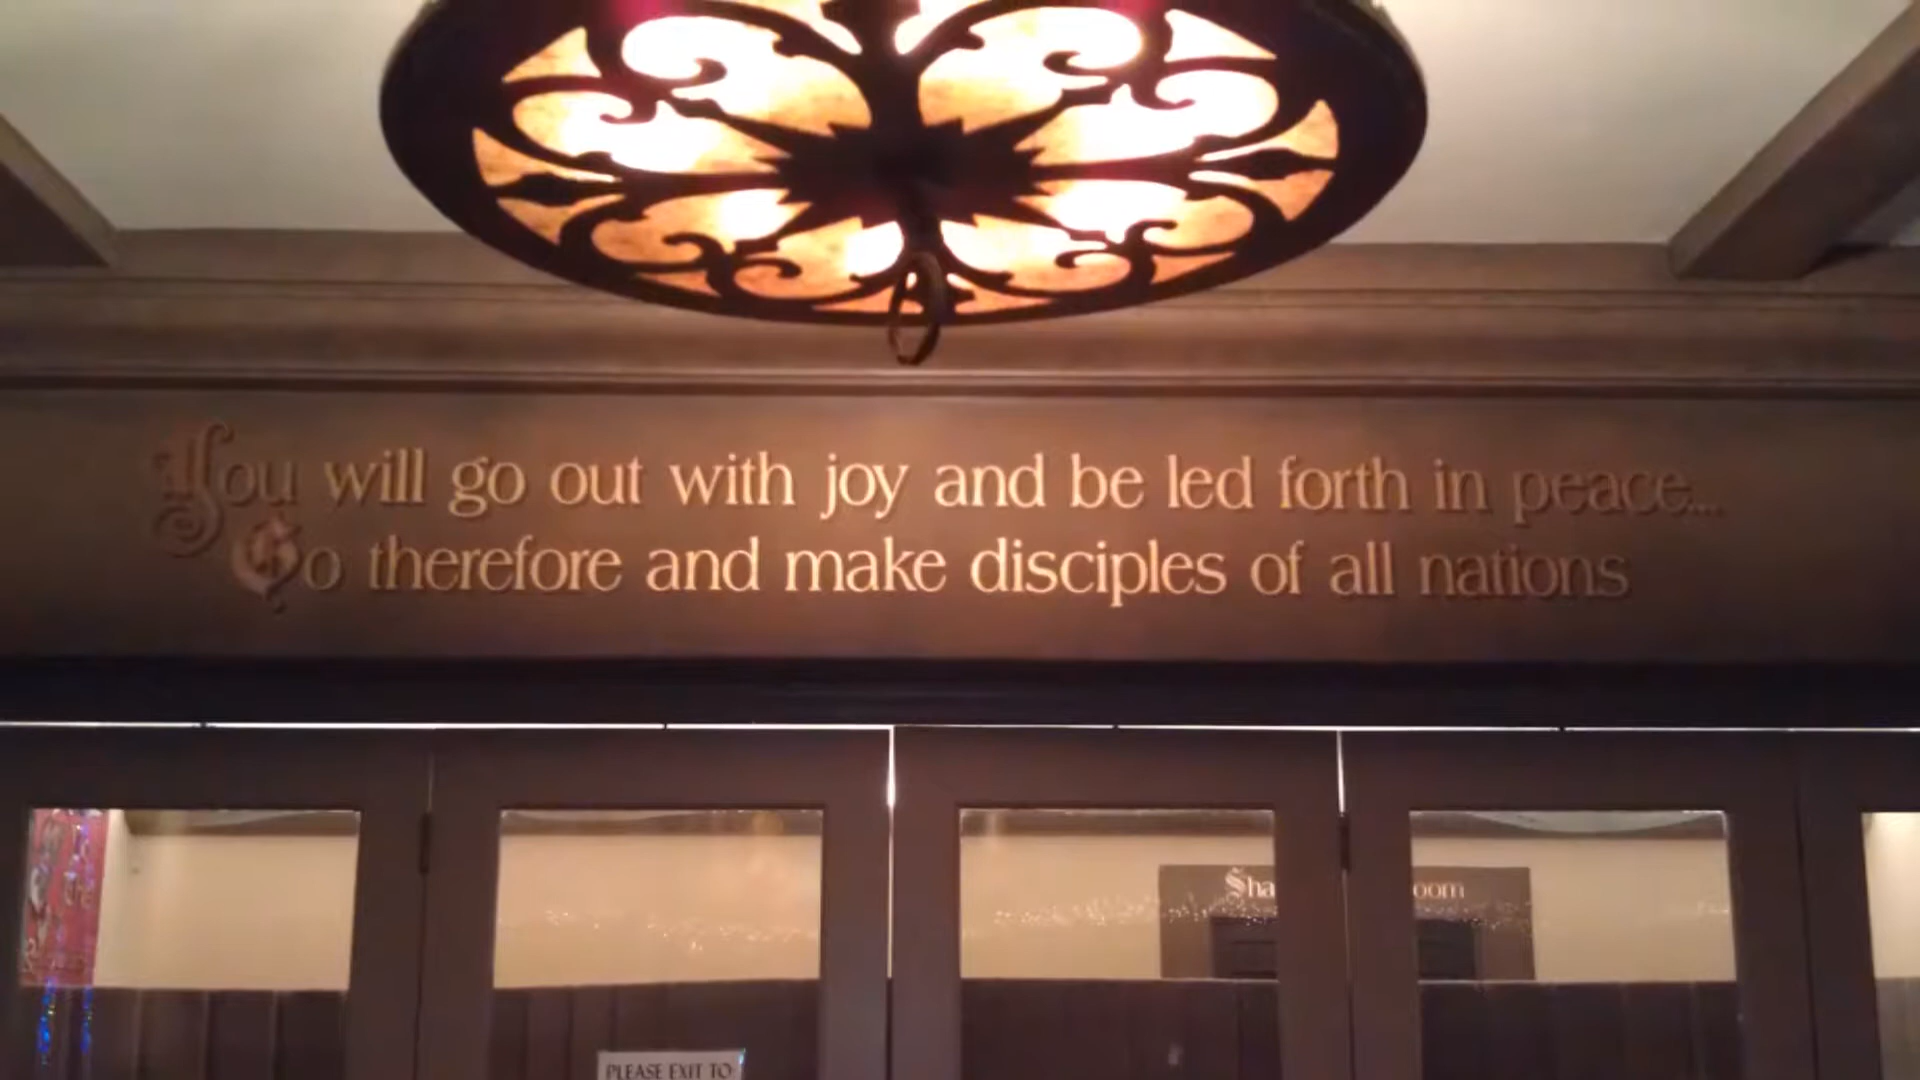 You will go out with joy and be led forth in peace...
Go therefore and make disciples of all nations
PLEASE EXIT TO